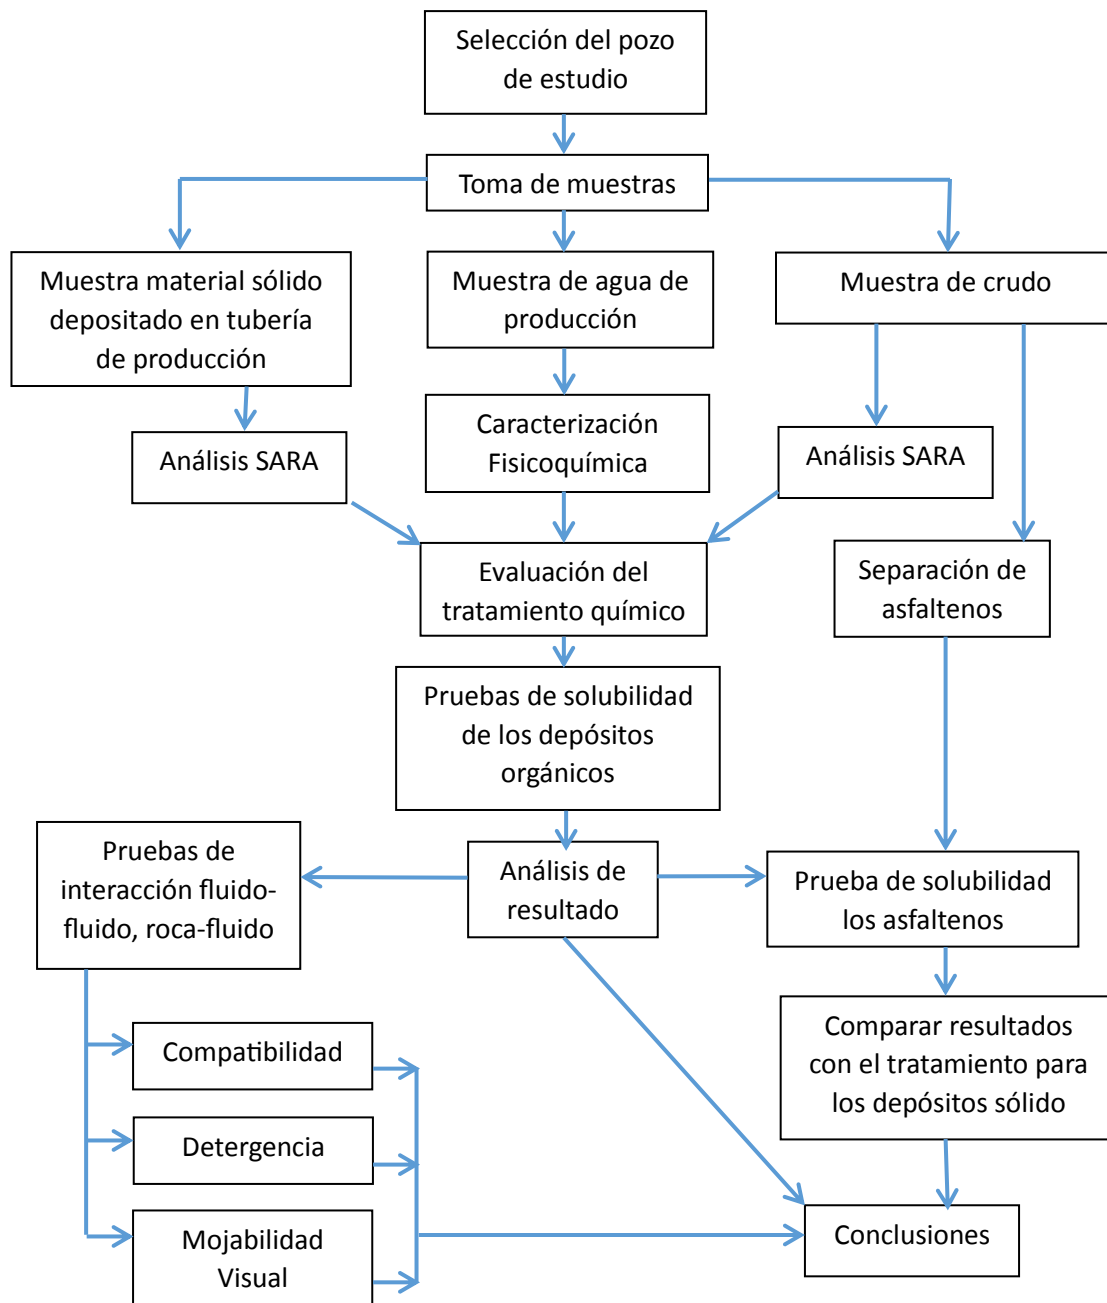 Selección del pozo
de estudio
Toma de muestras
Muestra material sólido
depositado en tubería
de producción
Muestra de agua de
producción
Muestra de crudo
Análisis SARA
Caracterización
Fisicoquímica
Análisis SARA
Evaluación del
tratamiento químico
Separación de
asfaltenos
Pruebas de solubilidad
de los depósitos
orgánicos
Pruebas de
interacción fluido-
fluido, roca-fluido
Análisis de
resultado
Prueba de solubilidad
los asfaltenos
Comparar resultados
con el tratamiento para
los depósitos sólido
Compatibilidad
Detergencia
Mojabilidad
Visual
Conclusiones